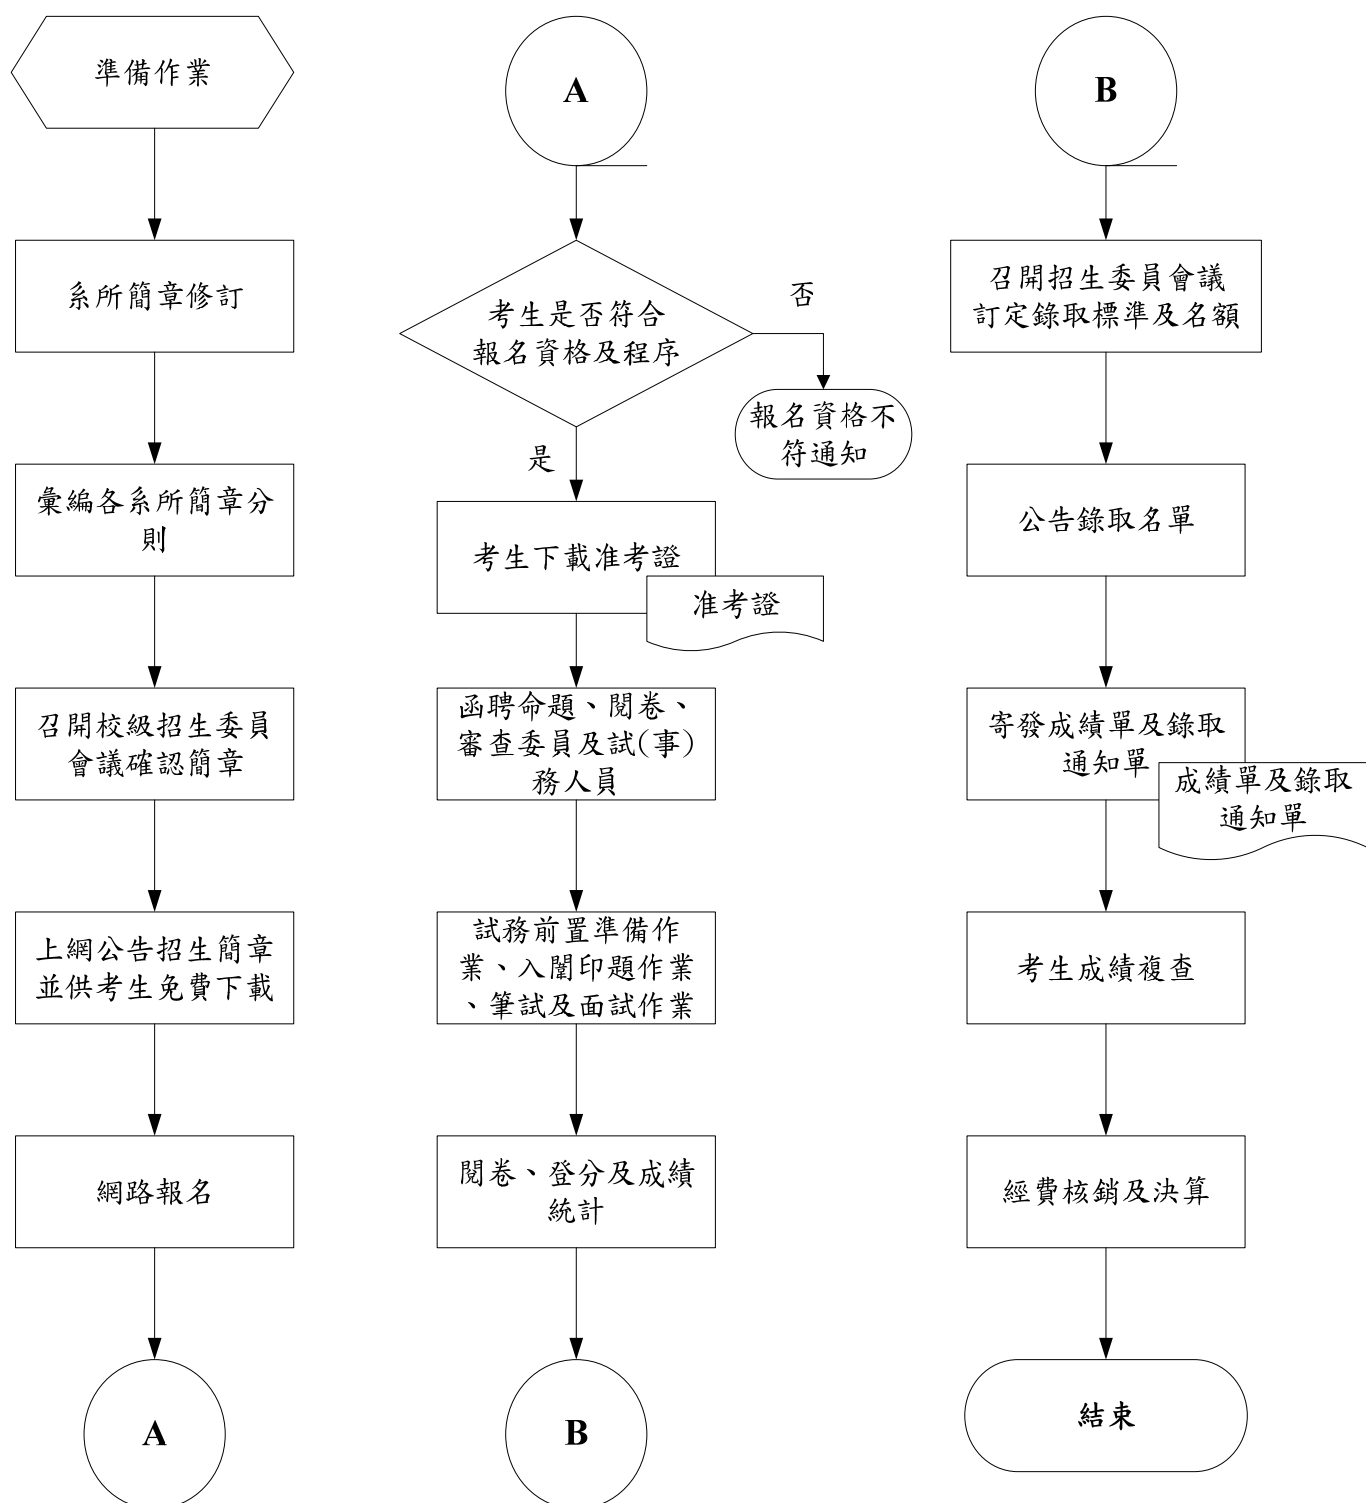 準備作業
系所簡章修訂
彙編各系所簡章分
則
召開校級招生委員
會議確認簡章
上網公告招生簡章
並供考生免費下載
網路報名
A
A
考生是否符合
報名資格及程序
否
報名資格不
符通知
是
考生下載准考證
准考證
函聘命題、閱卷、
審查委員及試(事)
務人員
試務前置準備作
業、入闈印題作業
、筆試及面試作業
閱卷、登分及成績
統計
B
B
召開招生委員會議
訂定錄取標準及名額
公告錄取名單
寄發成績單及錄取
通知單
成績單及錄取
通知單
考生成績複查
經費核銷及決算
結束